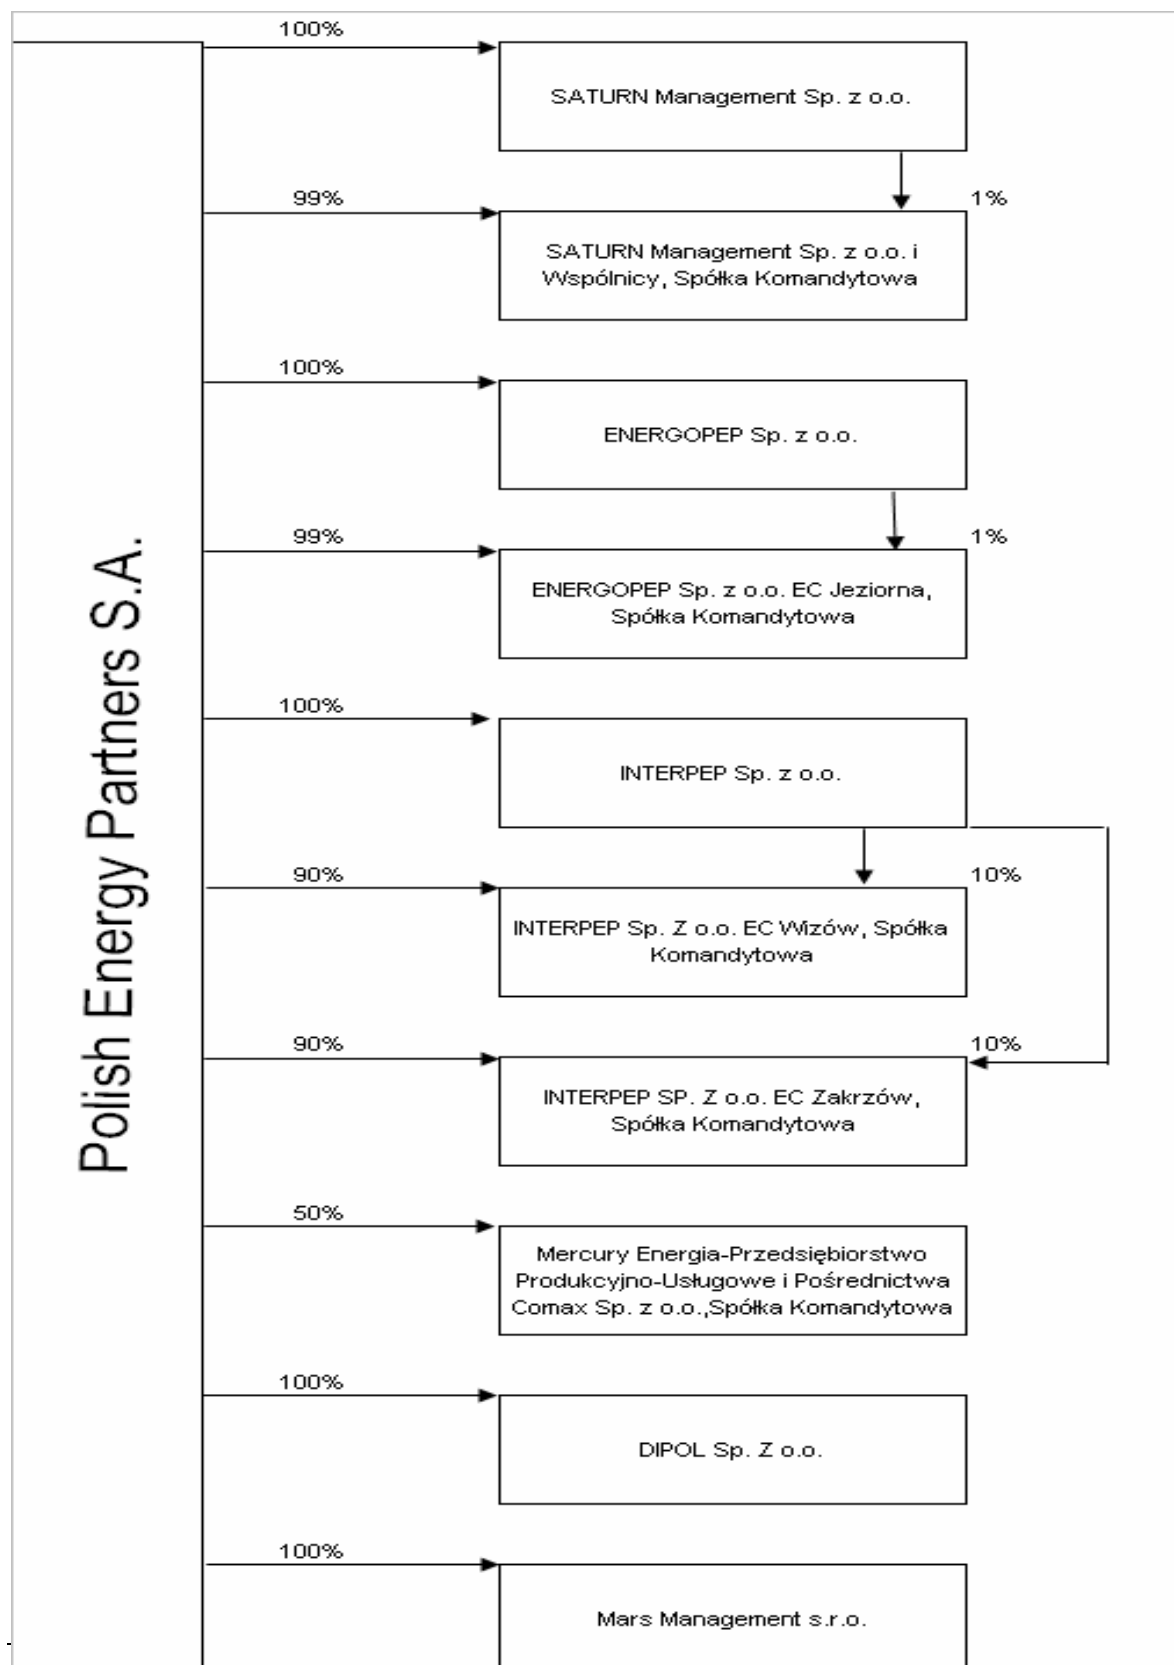 Polish Energy Partners S.A.
100%
SATURN Management Sp. z o.o.
99%
1%
SATURN Management Sp. z o.o. i
Wspólnicy, Spółka Komandytowa
100%
ENERGOPEP Sp. z o.o.
99%
1%
ENERGOPEP Sp. z o.o. EC Jeziorna,
Spółka Komandytowa
100%
INTERPEP Sp. z o.o.
90%
10%
INTERPEP Sp. Z o.o. EC Wizów, Spółka
Komandytowa
90%
10%
INTERPEP SP. Z o.o. EC Zakrzów,
Spółka Komandytowa
50%
Mercury Energia-Przedsiębiorstwo
Produkcyjno-Usługowe i Pośrednictwa
Comax Sp. z o.o.,Spółka Komandytowa
100%
DIPOL Sp. Z o.o.
100%
Mars Management s.r.o.